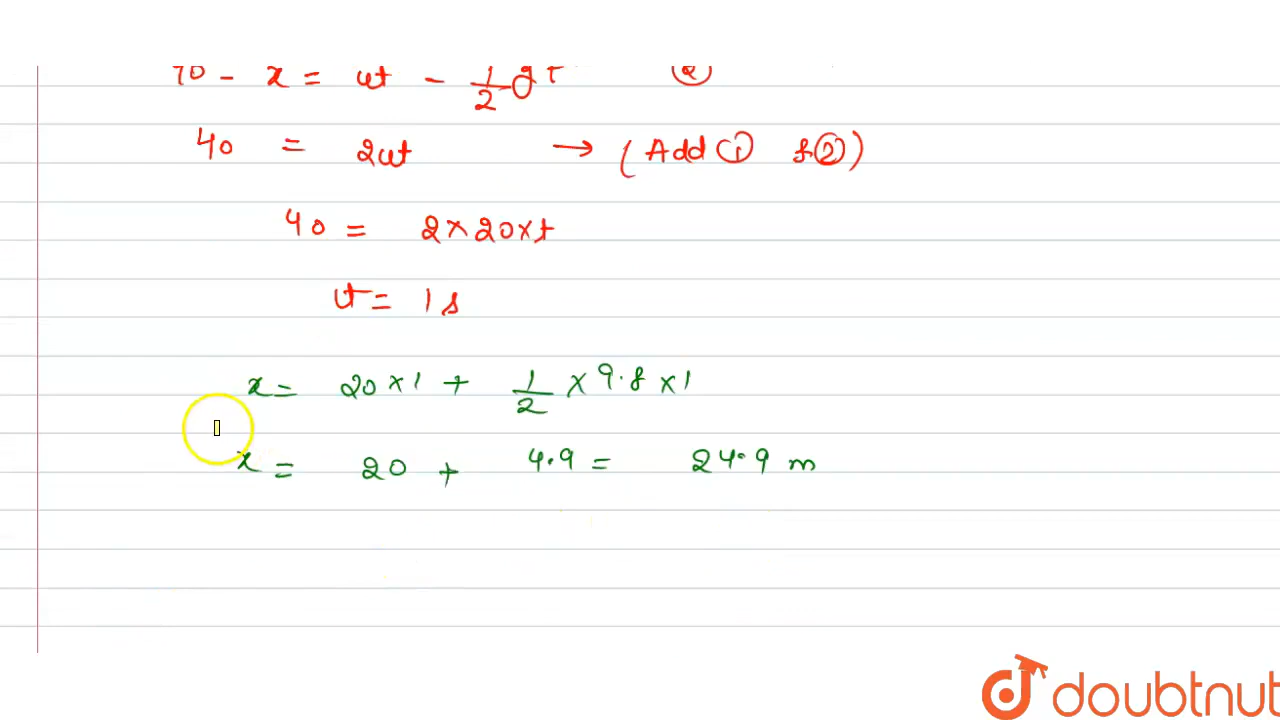 40 - x = ut - 1/2 gt ②
40 = 2ut → (Add ① & ②)
40 = 2 × 20 × t
t = 1 s
x = 20 × 1 + 1/2 × 9.8 × 1
x = 20 + 4.9 = 24.9 m
doubtnut